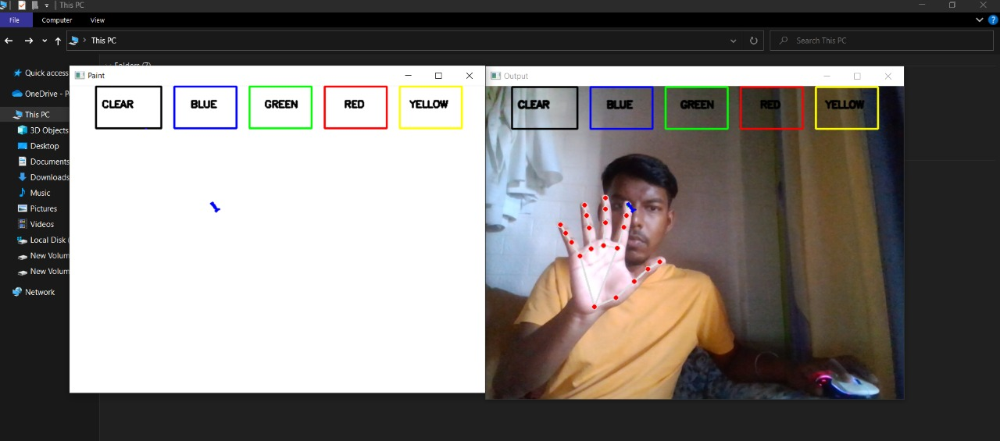 This PC
File Computer View
This PC
Search This PC
Folders (7)
Quick access
OneDrive - P
This PC
3D Objects
Desktop
Documents
Downloads
Music
Pictures
Videos
Local Disk (
New Volum
New Volum
Network
Paint
CLEAR BLUE GREEN RED YELLOW
Output
CLEAR BLUE GREEN RED YELLOW